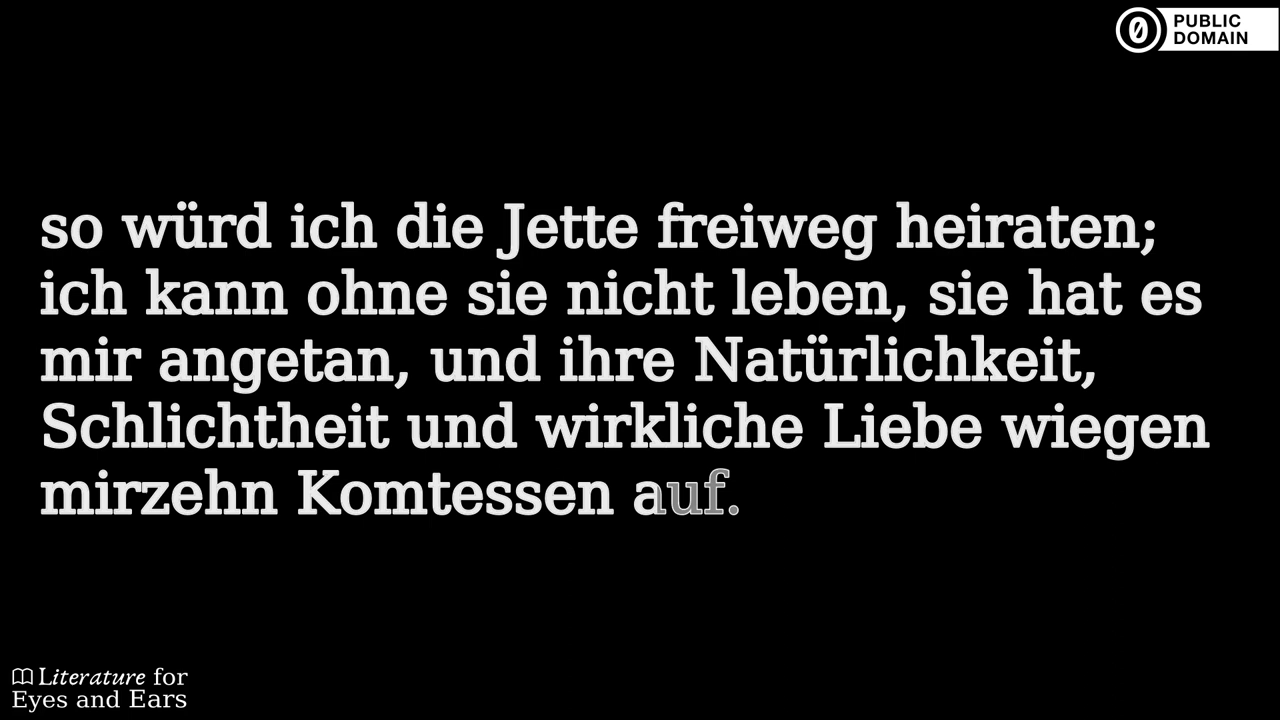 PUBLIC
DOMAIN
so würd ich die Jette freiweg heiraten;
ich kann ohne sie nicht leben, sie hat es
mir angetan, und ihre Natürlichkeit,
Schlichtheit und wirkliche Liebe wiegen
mirzehn Komtessen auf.
Literature for
Eyes and Ears